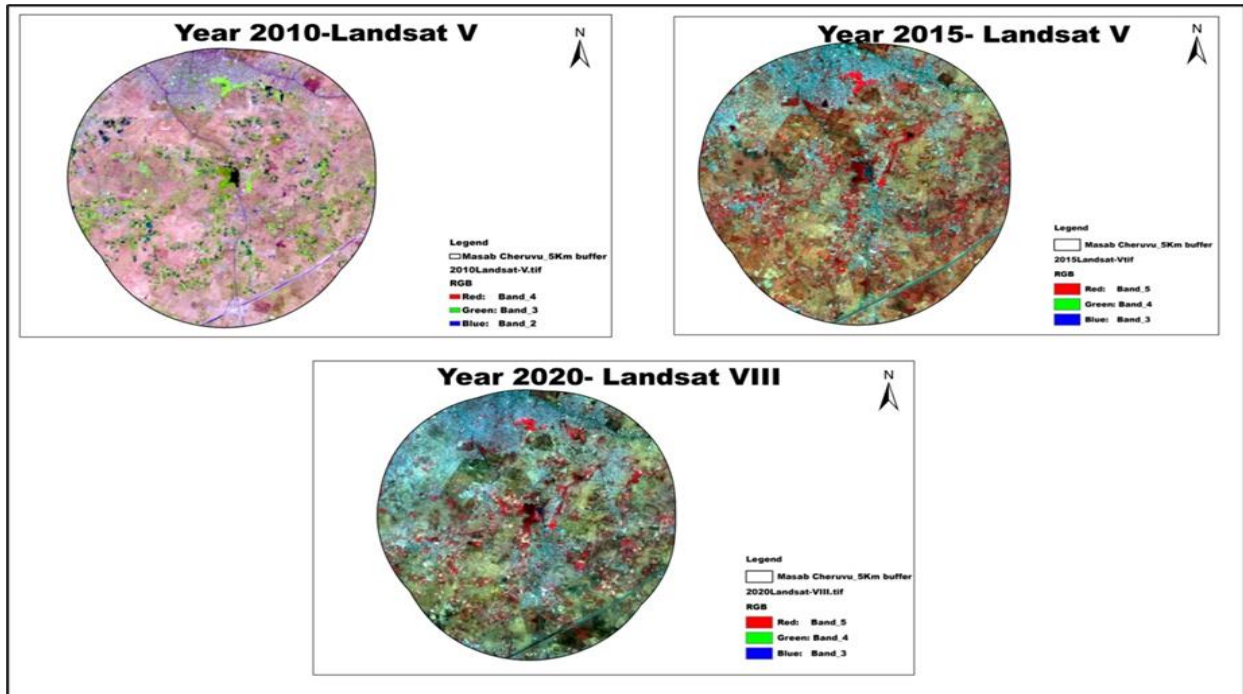 Year 2010-Landsat V
N
Legend
Masab Cheruvu_5Km buffer
2010Landsat-V.tif
RGB
Red: Band_4
Green: Band_3
Blue: Band_2
Year 2015- Landsat V
N
Legend
Masab Cheruvu_5Km buffer
2015Landsat-Vtif
RGB
Red: Band_5
Green: Band_4
Blue: Band_3
Year 2020- Landsat VIII
N
Legend
Masab Cheruvu_5Km buffer
2020Landsat-VIII.tif
RGB
Red: Band_5
Green: Band_4
Blue: Band_3